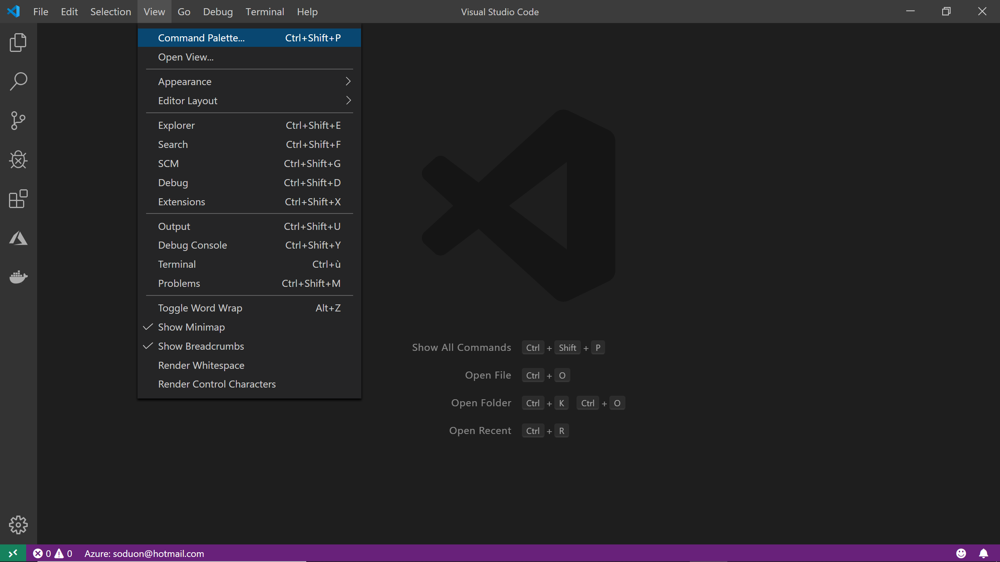 File Edit Selection View Go Debug Terminal Help Visual Studio Code
Command Palette... Ctrl+Shift+P
Open View...
Appearance
Editor Layout
Explorer Ctrl+Shift+E
Search Ctrl+Shift+F
SCM Ctrl+Shift+G
Debug Ctrl+Shift+D
Extensions Ctrl+Shift+X
Output Ctrl+Shift+U
Debug Console Ctrl+Shift+Y
Terminal Ctrl+ù
Problems Ctrl+Shift+M
Toggle Word Wrap Alt+Z
Show Minimap
Show Breadcrumbs
Render Whitespace
Render Control Characters
Show All Commands Ctrl + Shift + P
Open File Ctrl + O
Open Folder Ctrl + K Ctrl + O
Open Recent Ctrl + R
0 0 Azure: soduon@hotmail.com